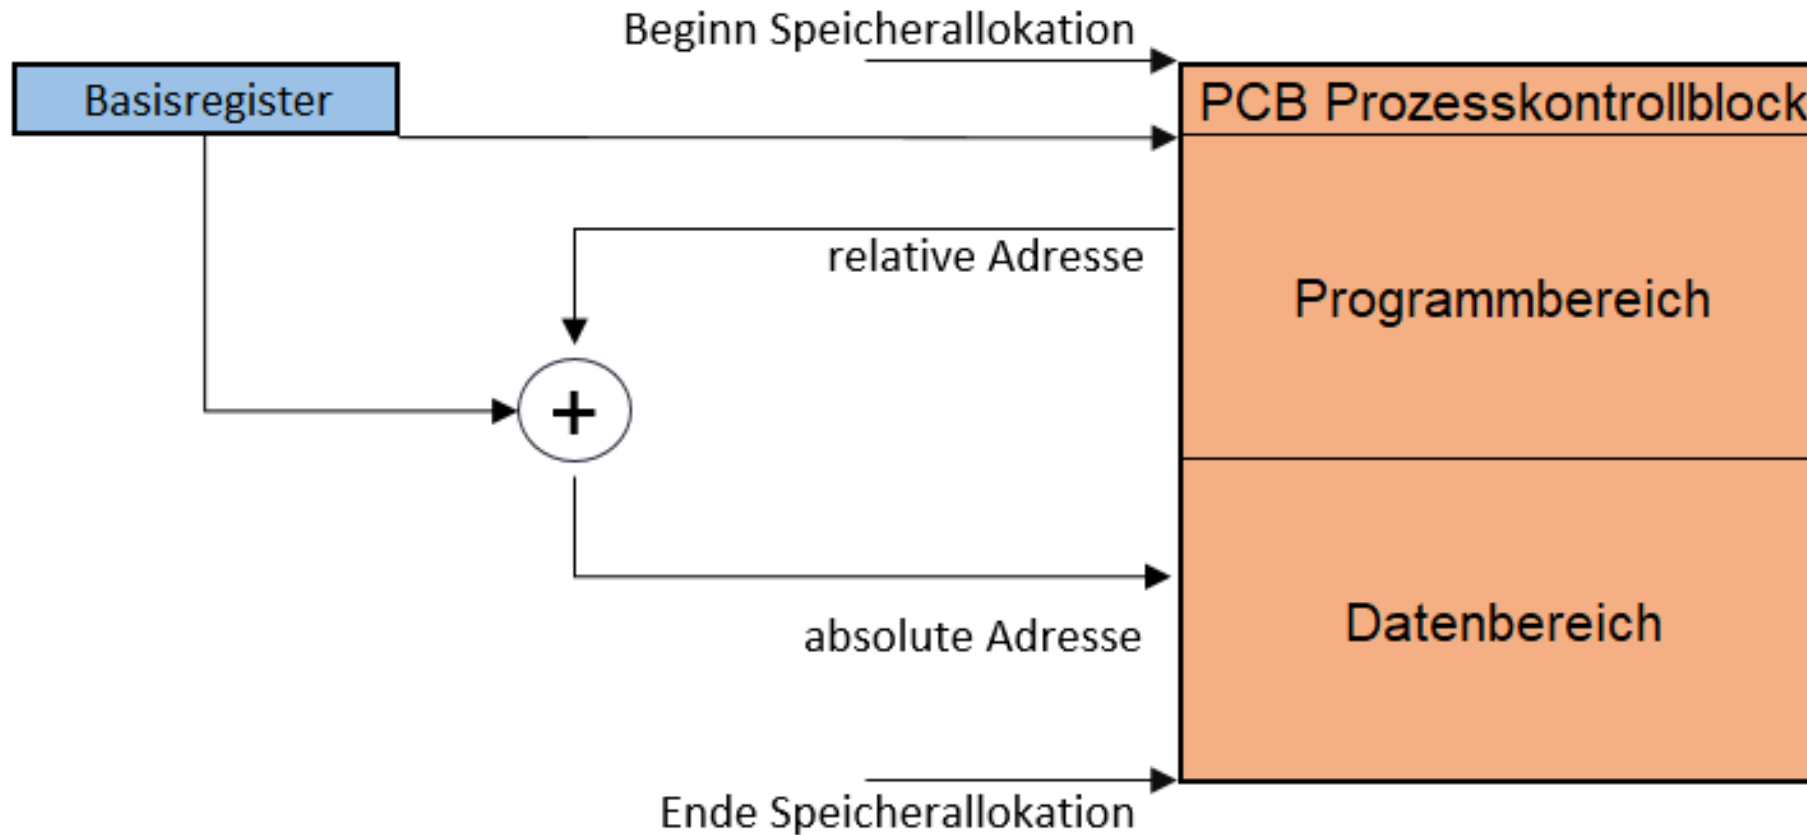 Beginn Speicherallokation
Basisregister
PCB Prozesskontrollblock
relative Adresse
Programmbereich
+
absolute Adresse
Datenbereich
Ende Speicherallokation